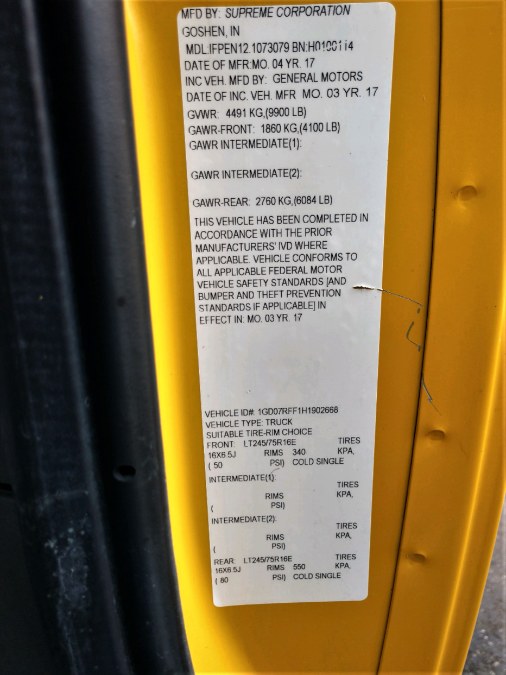 MFD BY: SUPREME CORPORATION
GOSHEN, IN
MDL:IFPEN12.1073079 BN:H0100114
DATE OF MFR:MO. 04 YR. 17
INC VEH. MFD BY: GENERAL MOTORS
DATE OF INC. VEH. MFR MO. 03 YR. 17
GVWR: 4491 KG,(9900 LB)
GAWR-FRONT: 1860 KG,(4100 LB)
GAWR INTERMEDIATE(1):
GAWR INTERMEDIATE(2):
GAWR-REAR: 2760 KG,(6084 LB)
THIS VEHICLE HAS BEEN COMPLETED IN
ACCORDANCE WITH THE PRIOR
MANUFACTURERS' IVD WHERE
APPLICABLE. VEHICLE CONFORMS TO
ALL APPLICABLE FEDERAL MOTOR
VEHICLE SAFETY STANDARDS [AND
BUMPER AND THEFT PREVENTION
STANDARDS IF APPLICABLE] IN
EFFECT IN: MO. 03 YR. 17
VEHICLE ID#: 1GD07RFF1H1902668
VEHICLE TYPE: TRUCK
SUITABLE TIRE-RIM CHOICE
FRONT: LT245/75R16E TIRES
16X6.5J RIMS 340 KPA,
( 50 PSI) COLD SINGLE
INTERMEDIATE(1): TIRES
RIMS KPA,
( PSI)
INTERMEDIATE(2): TIRES
RIMS KPA,
( PSI)
REAR: LT245/75R16E TIRES
16X6.5J RIMS 550 KPA,
( 80 PSI) COLD SINGLE